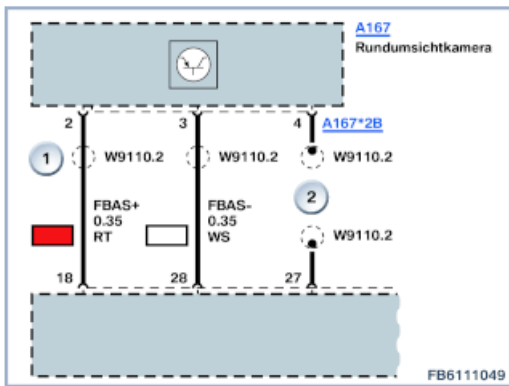 A167
Rundumsichtkamera
2 3 4 A167*2B
1 W9110.2 W9110.2 W9110.2
2
FBAS+ FBAS-
0.35 0.35
RT WS
W9110.2
18 28 27
FB6111049